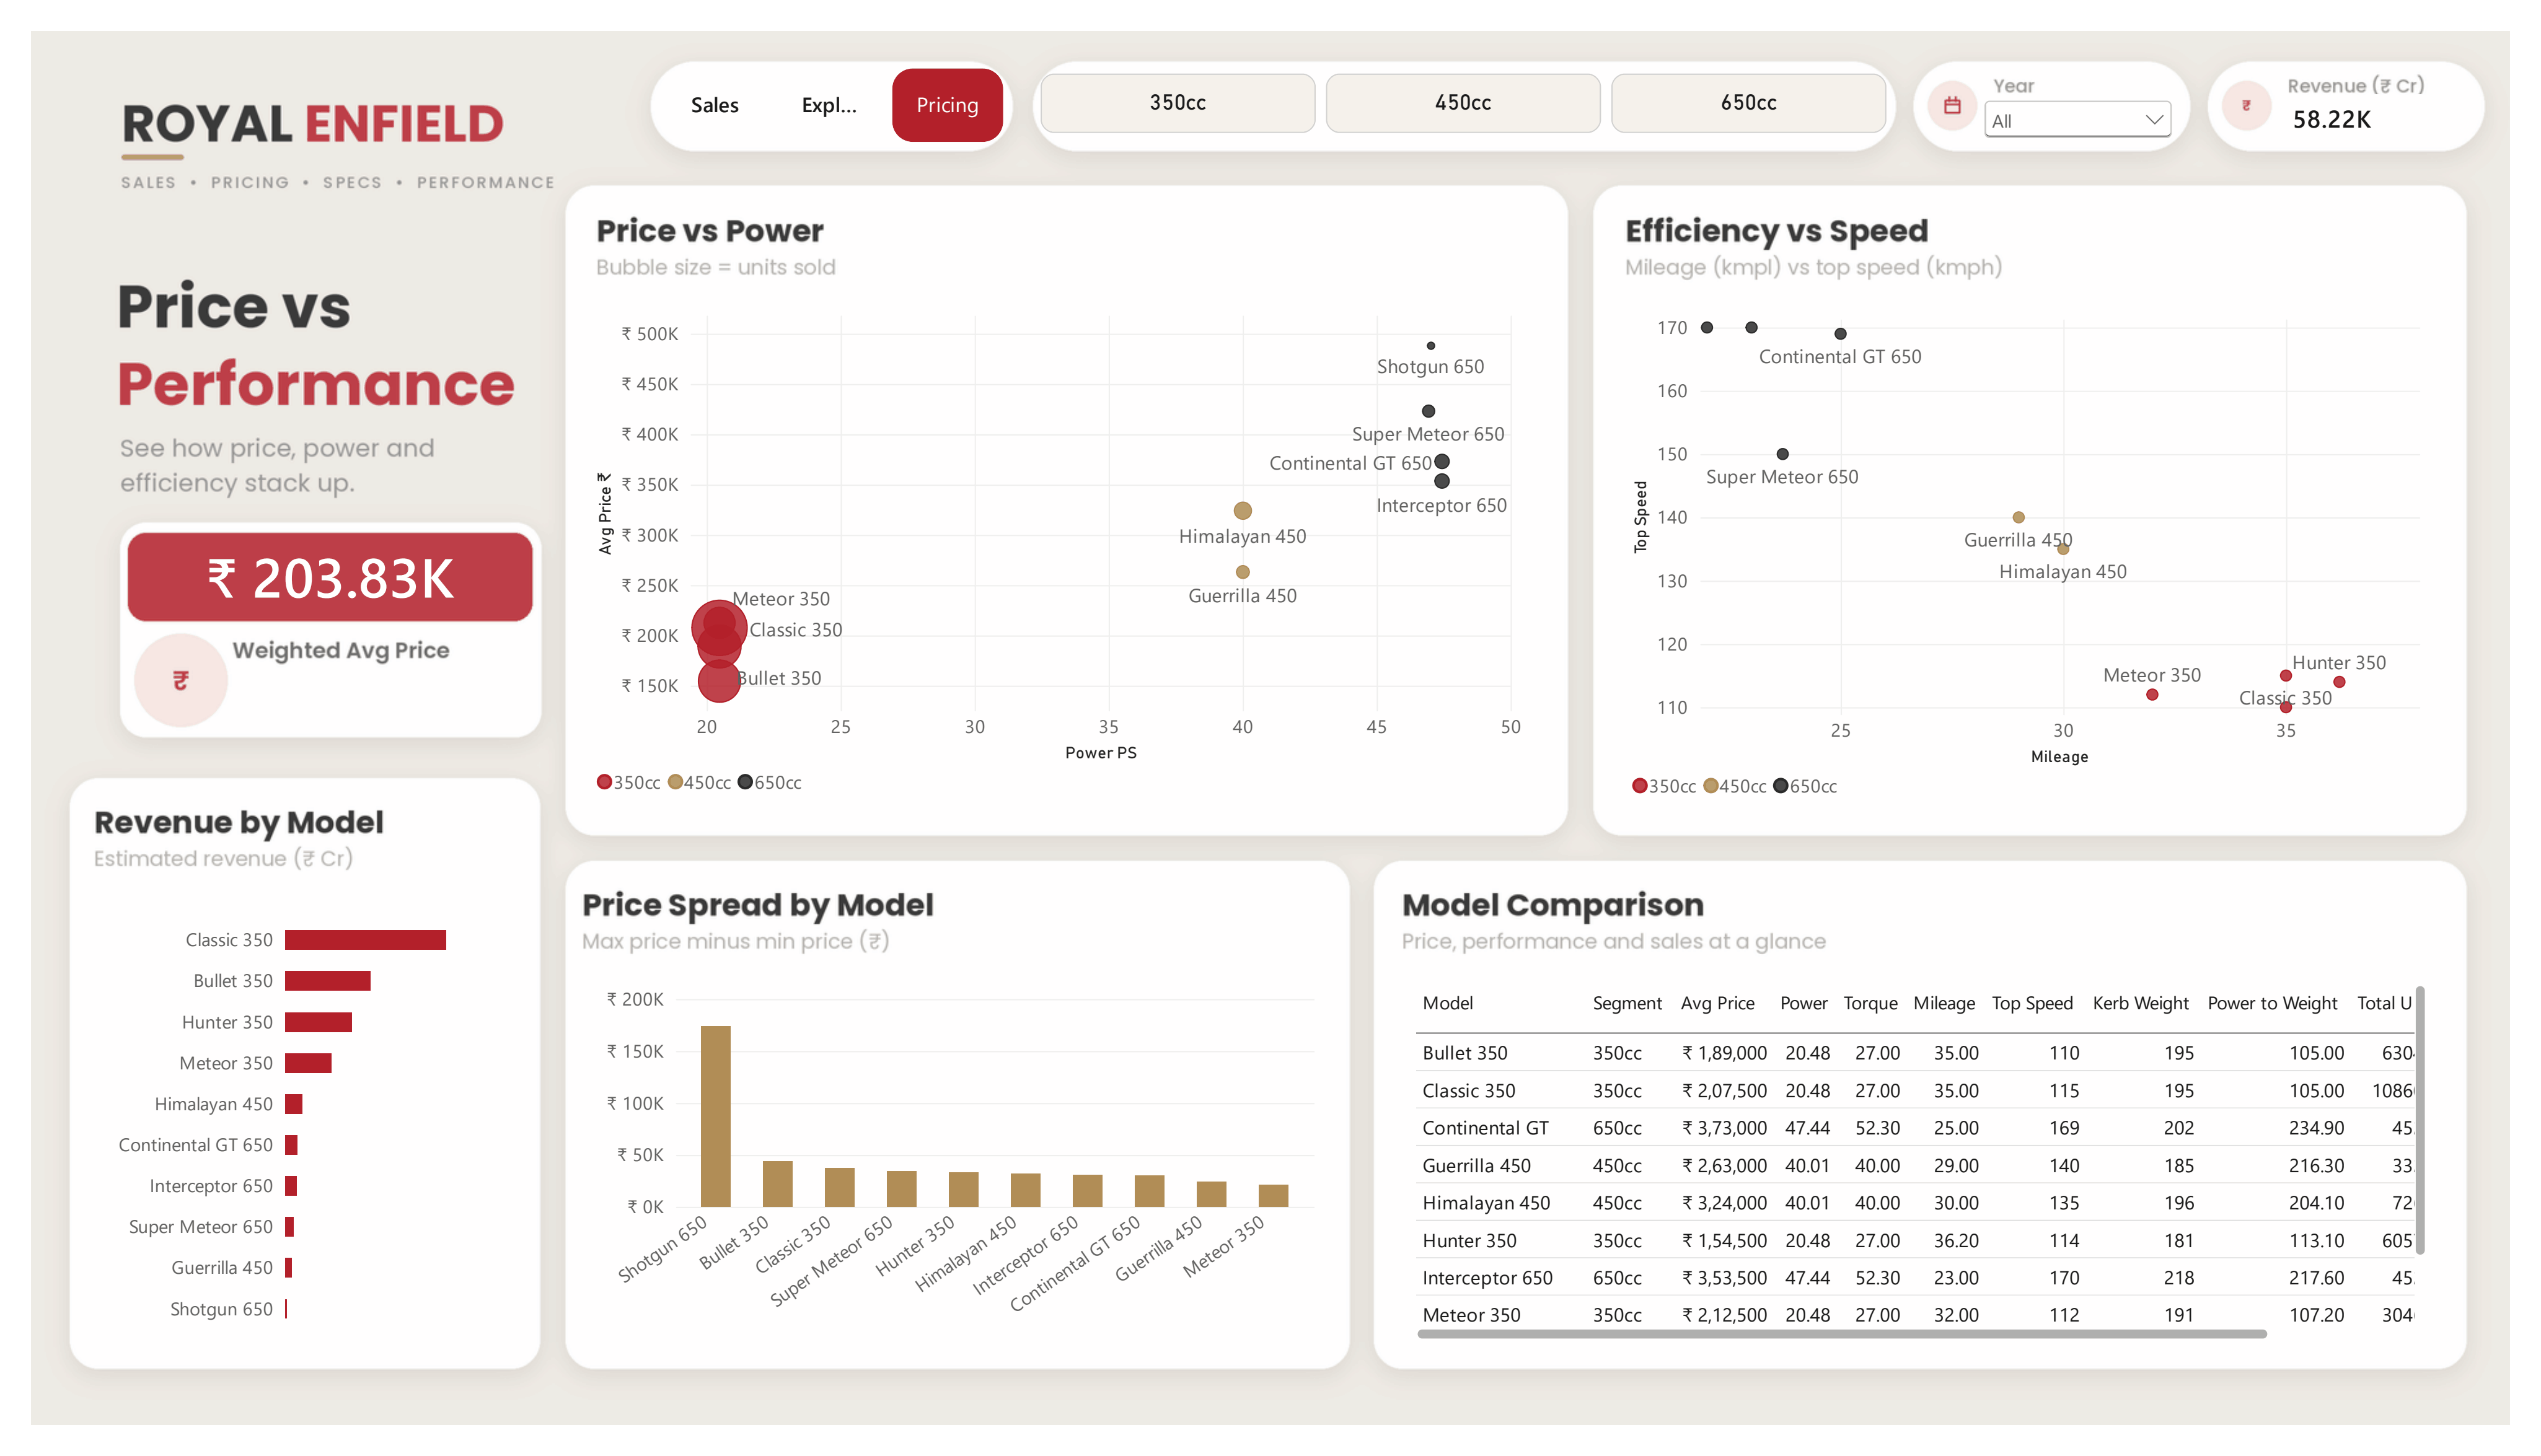 ROYAL ENFIELD
SALES • PRICING • SPECS • PERFORMANCE
Sales
Expl...
Pricing
350cc
450cc
650cc
Year
All
Revenue (₹ Cr)
58.22K
₹
Price vs
Performance
See how price, power and
efficiency stack up.
₹ 203.83K
Weighted Avg Price
₹
Price vs Power
Bubble size = units sold
₹ 500K
₹ 450K
₹ 400K
₹ 350K
₹ 300K
₹ 250K
₹ 200K
₹ 150K
Avg Price ₹
Shotgun 650
Super Meteor 650
Continental GT 650
Interceptor 650
Himalayan 450
Guerrilla 450
Meteor 350
Classic 350
Bullet 350
20 25 30 35 40 45 50
Power PS
350cc 450cc 650cc
Efficiency vs Speed
Mileage (kmpl) vs top speed (kmph)
170
160
150
140
130
120
110
Top Speed
Continental GT 650
Super Meteor 650
Guerrilla 450
Himalayan 450
Hunter 350
Meteor 350
Classic 350
25 30 35
Mileage
350cc 450cc 650cc
Revenue by Model
Estimated revenue (₹ Cr)
Classic 350
Bullet 350
Hunter 350
Meteor 350
Himalayan 450
Continental GT 650
Interceptor 650
Super Meteor 650
Guerrilla 450
Shotgun 650
Price Spread by Model
Max price minus min price (₹)
₹ 200K
₹ 150K
₹ 100K
₹ 50K
₹ 0K
Shotgun 650
Bullet 350
Classic 350
Super Meteor 650
Hunter 350
Himalayan 450
Interceptor 650
Continental GT 650
Guerrilla 450
Meteor 350
Model Comparison
Price, performance and sales at a glance
Model Segment Avg Price Power Torque Mileage Top Speed Kerb Weight Power to Weight Total U
Bullet 350 350cc ₹ 1,89,000 20.48 27.00 35.00 110 195 105.00 630
Classic 350 350cc ₹ 2,07,500 20.48 27.00 35.00 115 195 105.00 1086
Continental GT 650cc ₹ 3,73,000 47.44 52.30 25.00 169 202 234.90 45
Guerrilla 450 450cc ₹ 2,63,000 40.01 40.00 29.00 140 185 216.30 33
Himalayan 450 450cc ₹ 3,24,000 40.01 40.00 30.00 135 196 204.10 72
Hunter 350 350cc ₹ 1,54,500 20.48 27.00 36.20 114 181 113.10 605
Interceptor 650 650cc ₹ 3,53,500 47.44 52.30 23.00 170 218 217.60 45
Meteor 350 350cc ₹ 2,12,500 20.48 27.00 32.00 112 191 107.20 304